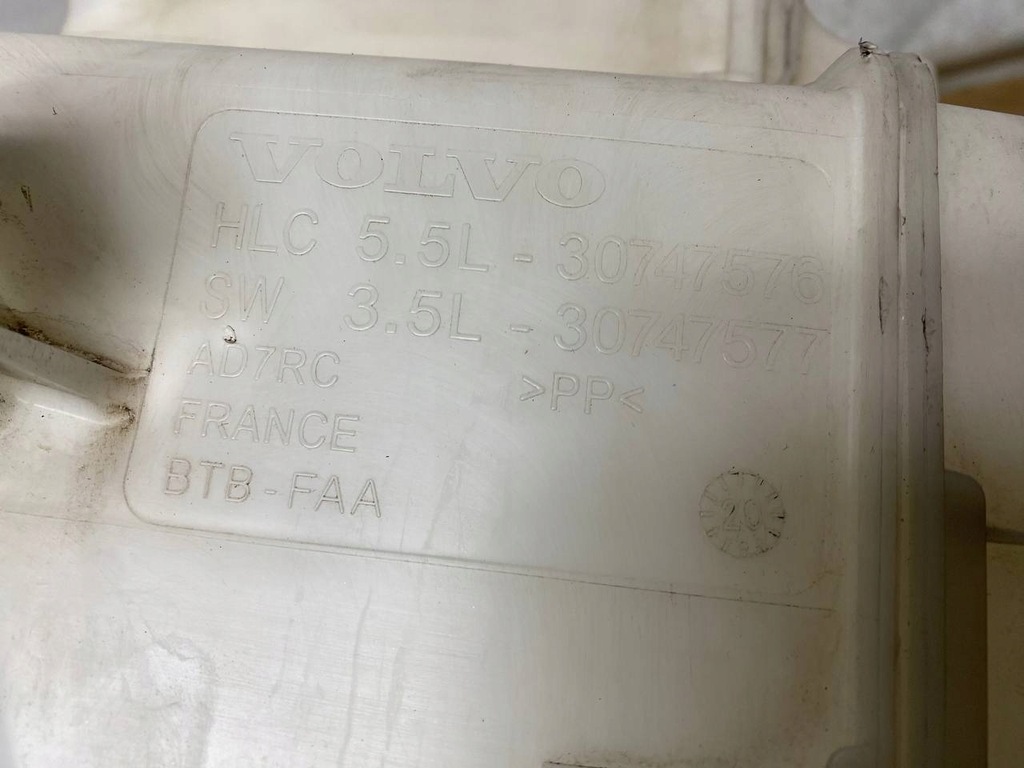 VOLVO
HLC 5.5L - 30747576
SW 3.5L - 30747577
AD7RC >PP<
FRANCE
BTB-FAA
20